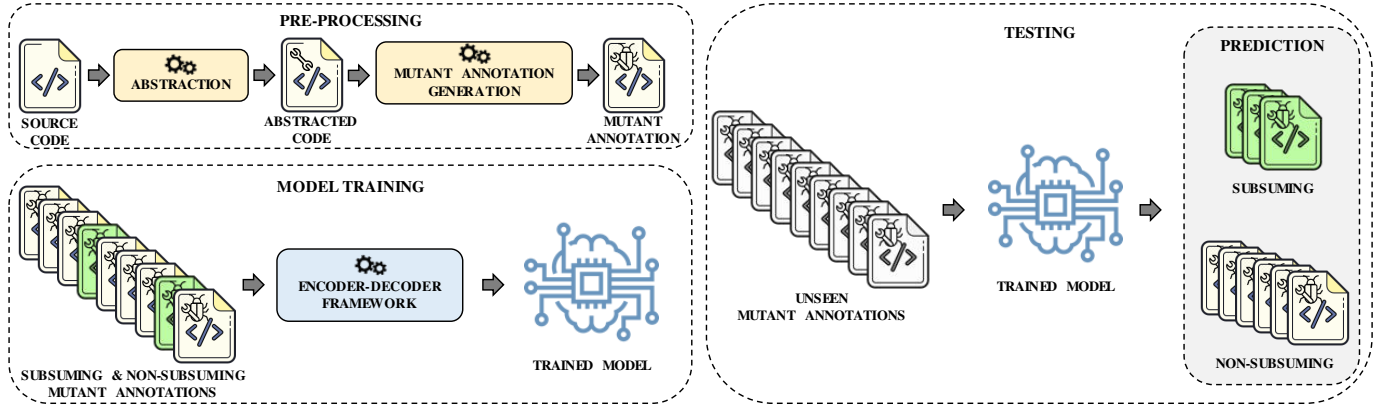 PRE-PROCESSING
SOURCE
CODE
ABSTRACTION
ABSTRACTED
CODE
MUTANT ANNOTATION
GENERATION
MUTANT
ANNOTATION
MODEL TRAINING
SUBSUMING & NON-SUBSUMING
MUTANT ANNOTATIONS
ENCODER-DECODER
FRAMEWORK
TRAINED MODEL
TESTING
UNSEEN
MUTANT ANNOTATIONS
TRAINED MODEL
PREDICTION
SUBSUMING
NON-SUBSUMING